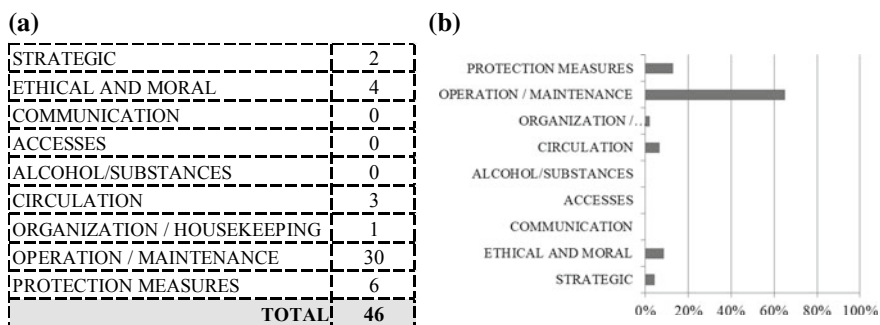 (a)
STRATEGIC 2
ETHICAL AND MORAL 4
COMMUNICATION 0
ACCESSES 0
ALCOHOL/SUBSTANCES 0
CIRCULATION 3
ORGANIZATION / HOUSEKEEPING 1
OPERATION / MAINTENANCE 30
PROTECTION MEASURES 6
TOTAL 46
(b)
PROTECTION MEASURES
OPERATION / MAINTENANCE
ORGANIZATION /...
CIRCULATION
ALCOHOL/SUBSTANCES
ACCESSES
COMMUNICATION
ETHICAL AND MORAL
STRATEGIC
0% 20% 40% 60% 80% 100%